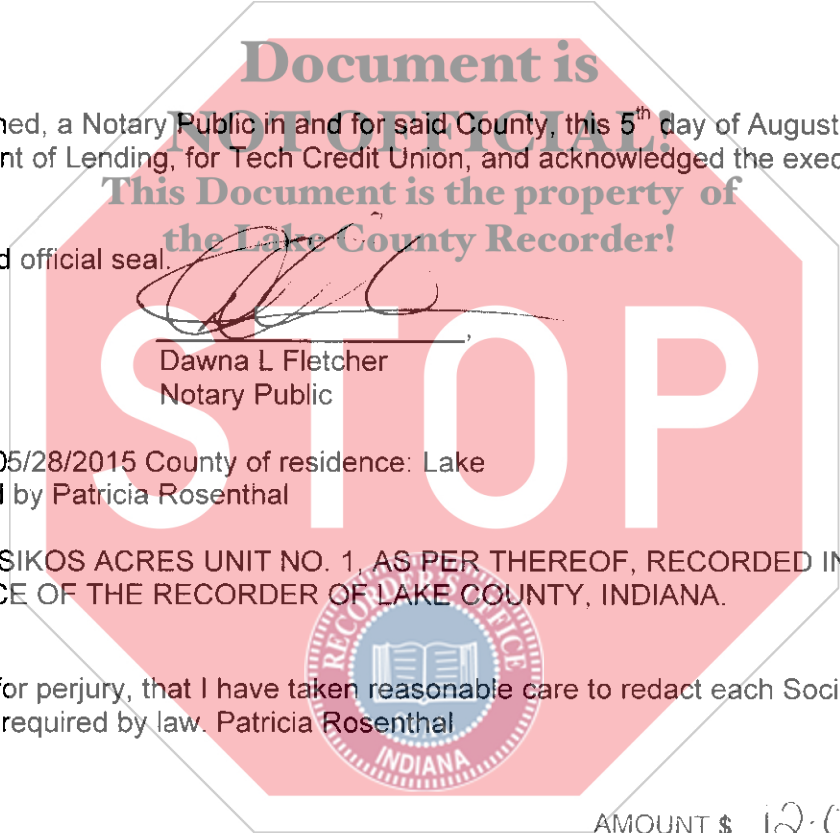 Document is
NOT OFFICIAL!
ned, a Notary Public in and for said County, this 5th day of August
nt of Lending, for Tech Credit Union, and acknowledged the exec
This Document is the property of
the Lake County Recorder!
d official seal.
STOP
Dawna L Fletcher
Notary Public
05/28/2015 County of residence: Lake
d by Patricia Rosenthal
SIKOS ACRES UNIT NO. 1, AS PER THEREOF, RECORDED IN
CE OF THE RECORDER OF LAKE COUNTY, INDIANA.
RECORDER'S OFFICE
for perjury, that I have taken reasonable care to redact each Soci
required by law. Patricia Rosenthal
SEAL
INDIANA
AMOUNT $ 12.0